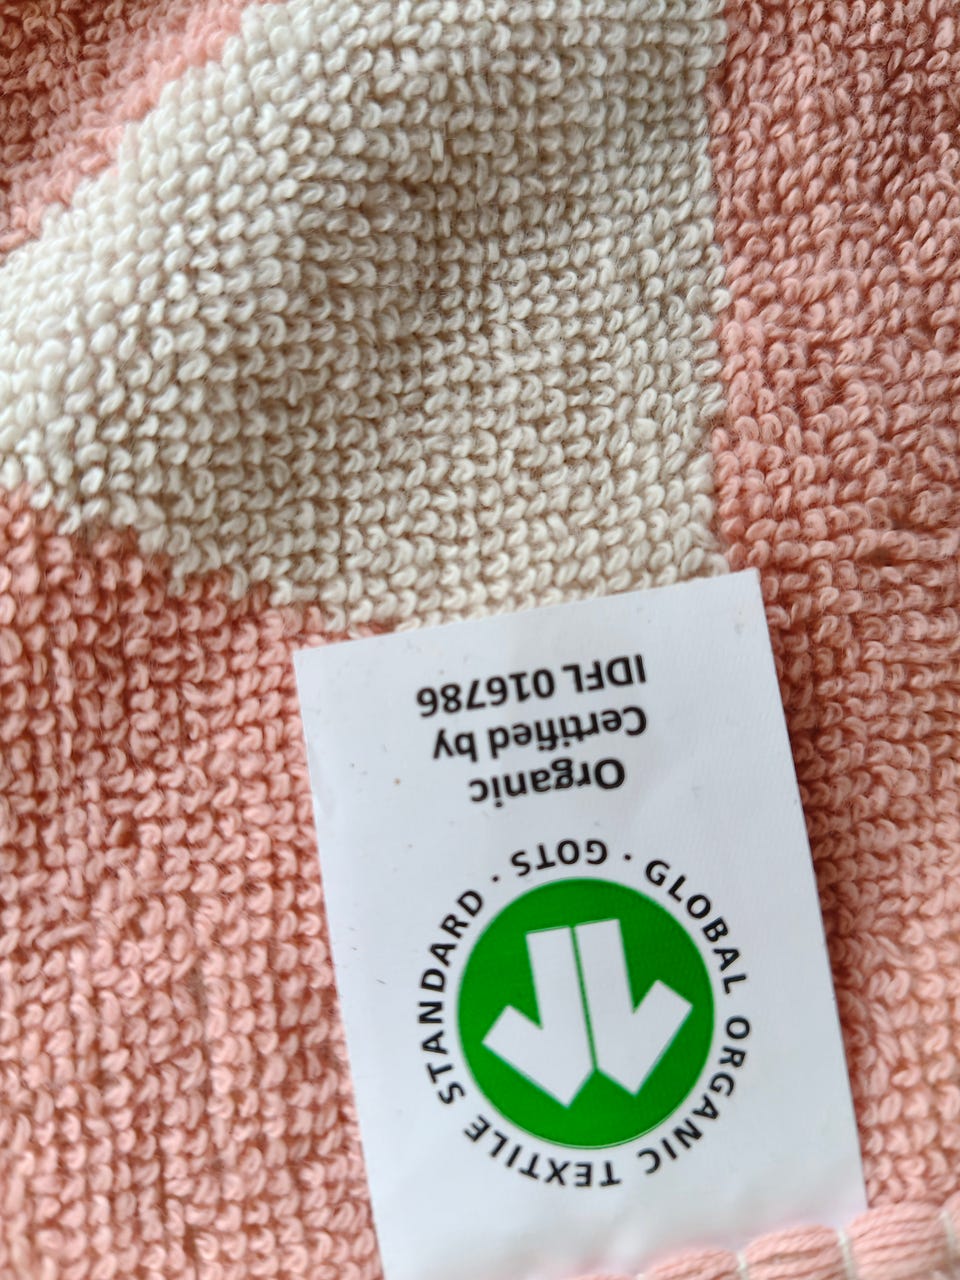 GLOBAL ORGANIC TEXTILE STANDARD · GOTS ·
Organic
Certified by
IDFL 016786